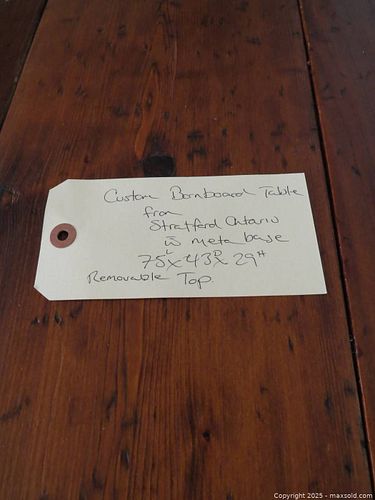 Custom Barnboard Table
from
Stratford Ontario
w̄ metal base
75"L x 43"D x 29"H
Removable Top.
Copyright © 2025 - maxsold.com